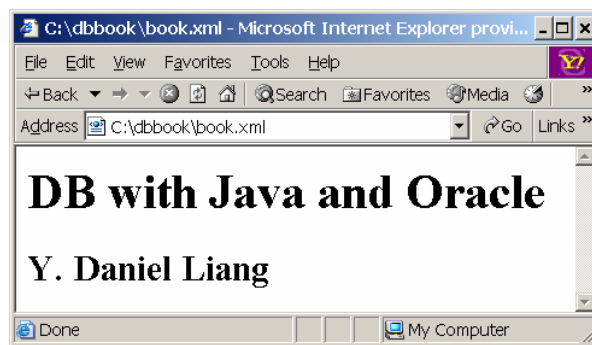 C:\dbbook\book.xml - Microsoft Internet Explorer provi...
File Edit View Favorites Tools Help
Y!
Back Search Favorites Media »
Address C:\dbbook\book.xml Go Links »
DB with Java and Oracle
Y. Daniel Liang
Done My Computer